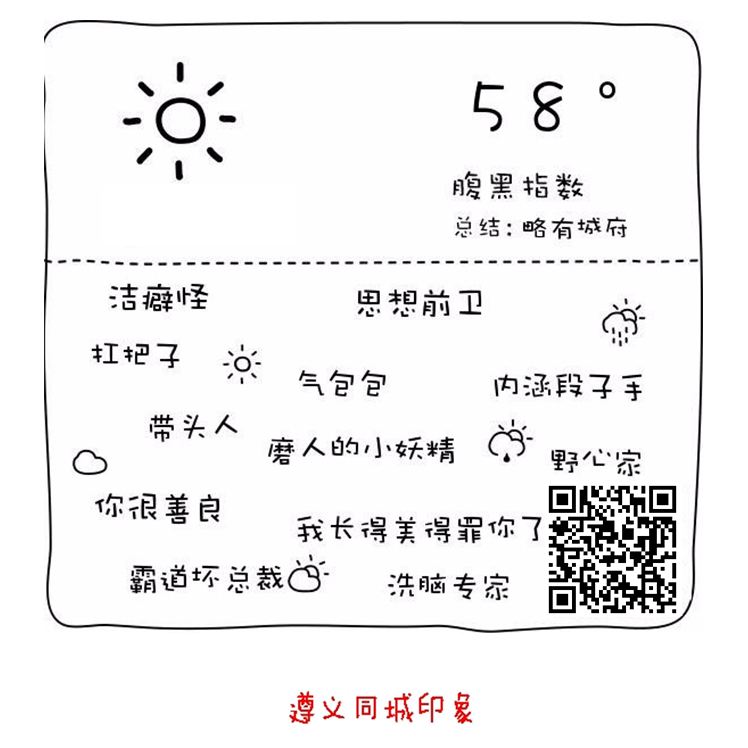 58°
腹黑指数
总结:略有城府
洁癖怪
思想前卫
扛把子
气包包
内涵段子手
带头人
磨人的小妖精
野心家
你很善良
我长得美得罪你了
霸道坏总裁
洗脑专家
遵义同城印象